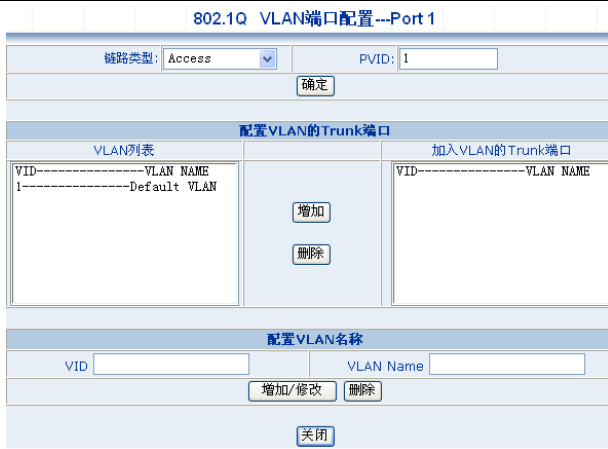 802.1Q VLAN端口配置---Port 1
链路类型: Access PVID: 1
确定
配置VLAN的Trunk端口
VLAN列表 加入VLAN的Trunk端口
VID---------------VLAN NAME VID---------------VLAN NAME
1---------------Default VLAN
增加
删除
配置VLAN名称
VID VLAN Name
增加/修改 删除
关闭